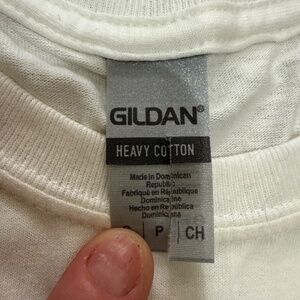 GILDAN®
HEAVY COTTON
Made in Dominican
Republic
Fabriqué en République
Dominicaine
Hecho en República
Dominicana
P | CH